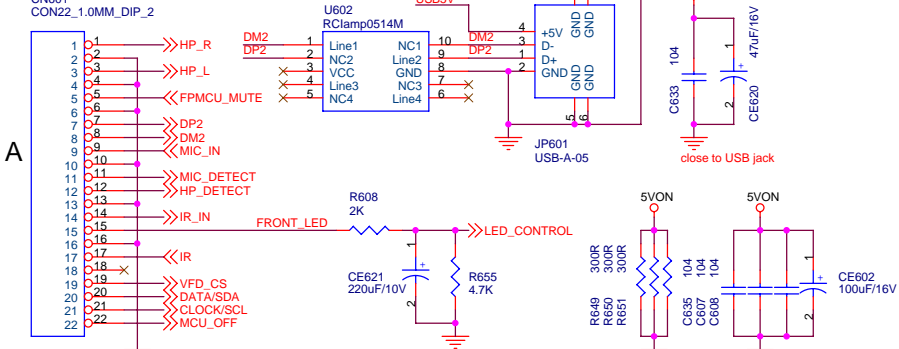 CON22_1.0MM_DIP_2
A
1 1 HP_R
2 2
3 3 HP_L
4 4
5 5 FPMCU_MUTE
6 6
7 7 DP2
8 8 DM2
9 9 MIC_IN
10 10
11 11 MIC_DETECT
12 12 HP_DETECT
13 13
14 14 IR_IN
15 15
16 16
17 17 IR
18 18
19 19 VFD_CS
20 20 DATA/SDA
21 21 CLOCK/SCL
22 22 MCU_OFF
U602
RClamp0514M
DM2 1 Line1 NC1 10 DM2
DP2 2 NC2 Line2 9 DP2
3 VCC GND 8
4 Line3 NC3 7
5 NC4 Line4 6
USB5V
GND GND
4 +5V
3 D-
1 D+
2 GND
GND GND
5 6
JP601
USB-A-05
C633 104
1
2
CE620 47uF/16V
close to USB jack
FRONT_LED
R608
2K
LED_CONTROL
1
2
CE621
220uF/10V
R655
4.7K
5VON
R649 300R
R650 300R
R651 300R
5VON
C635 104
C607 104
C608 104
1
2
CE602
100uF/16V